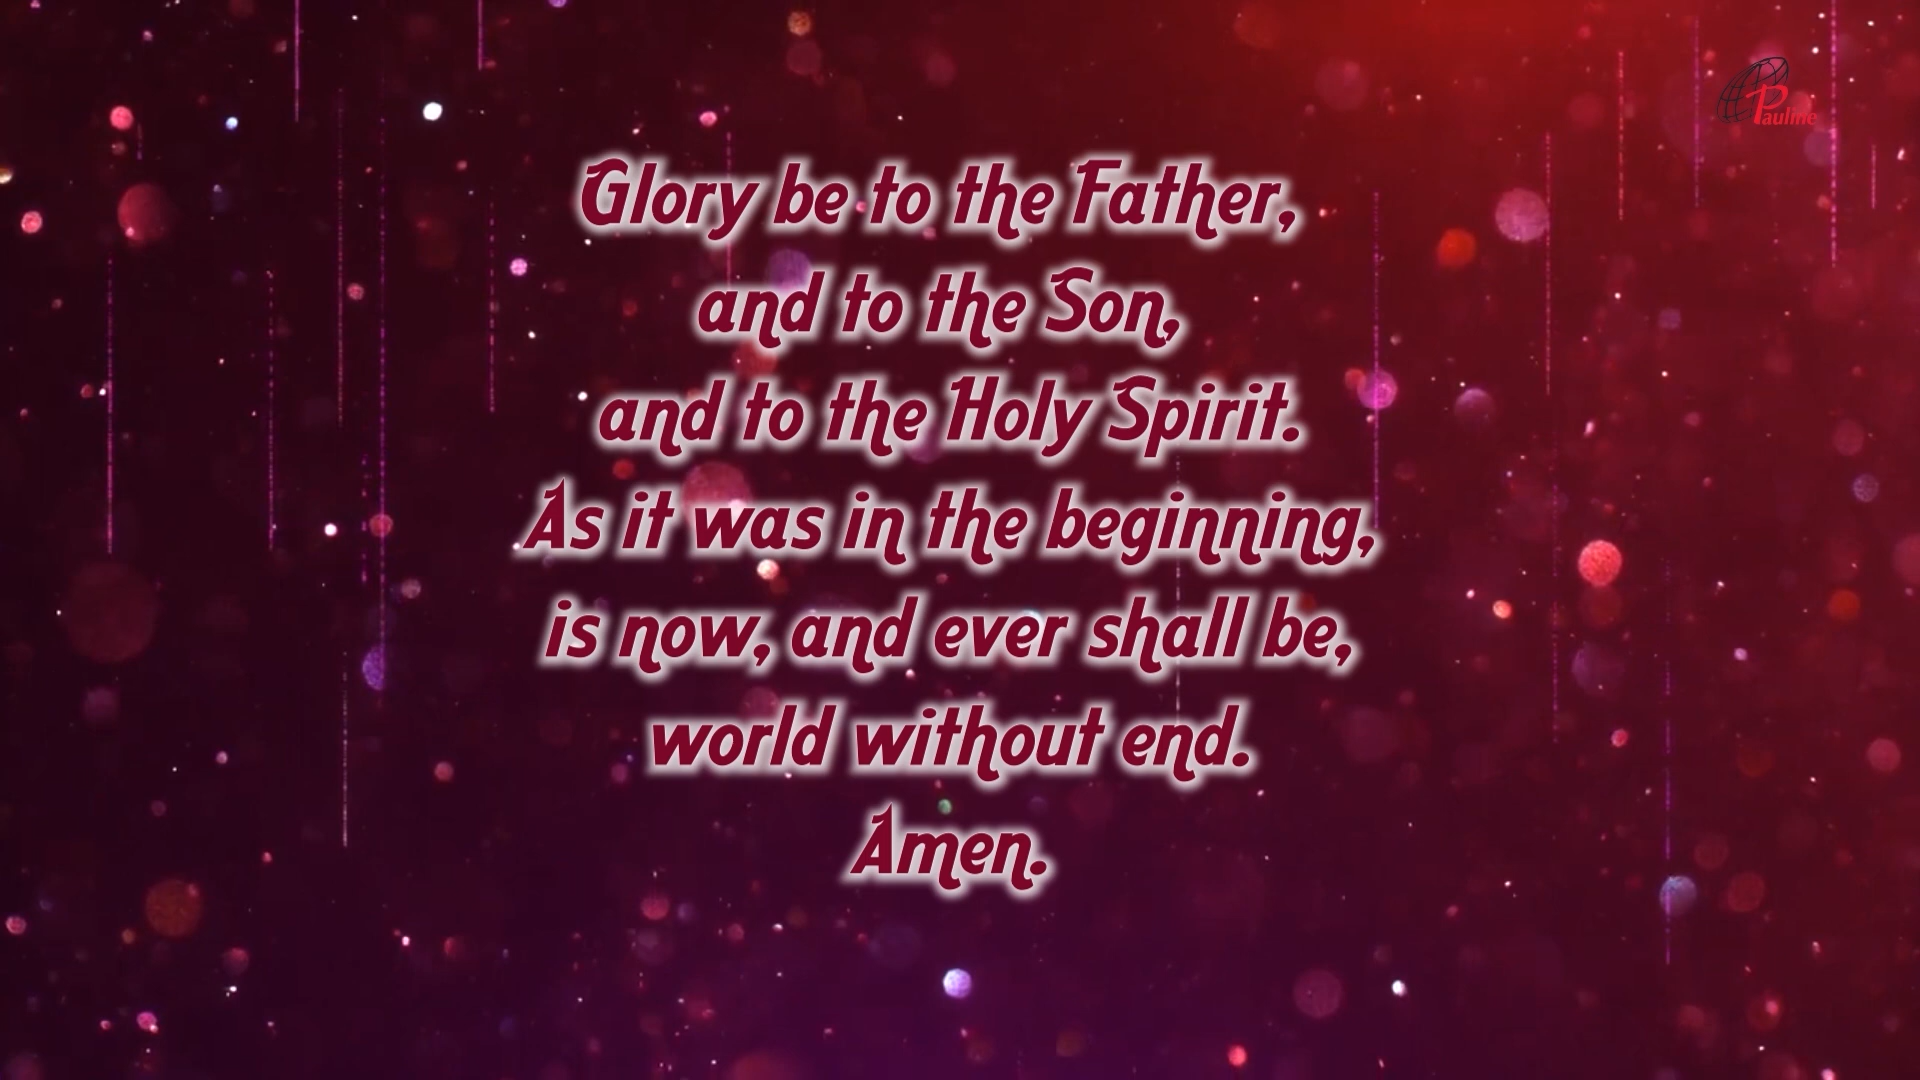 Pauline
Glory be to the Father,
and to the Son,
and to the Holy Spirit.
As it was in the beginning,
is now, and ever shall be,
world without end.
Amen.